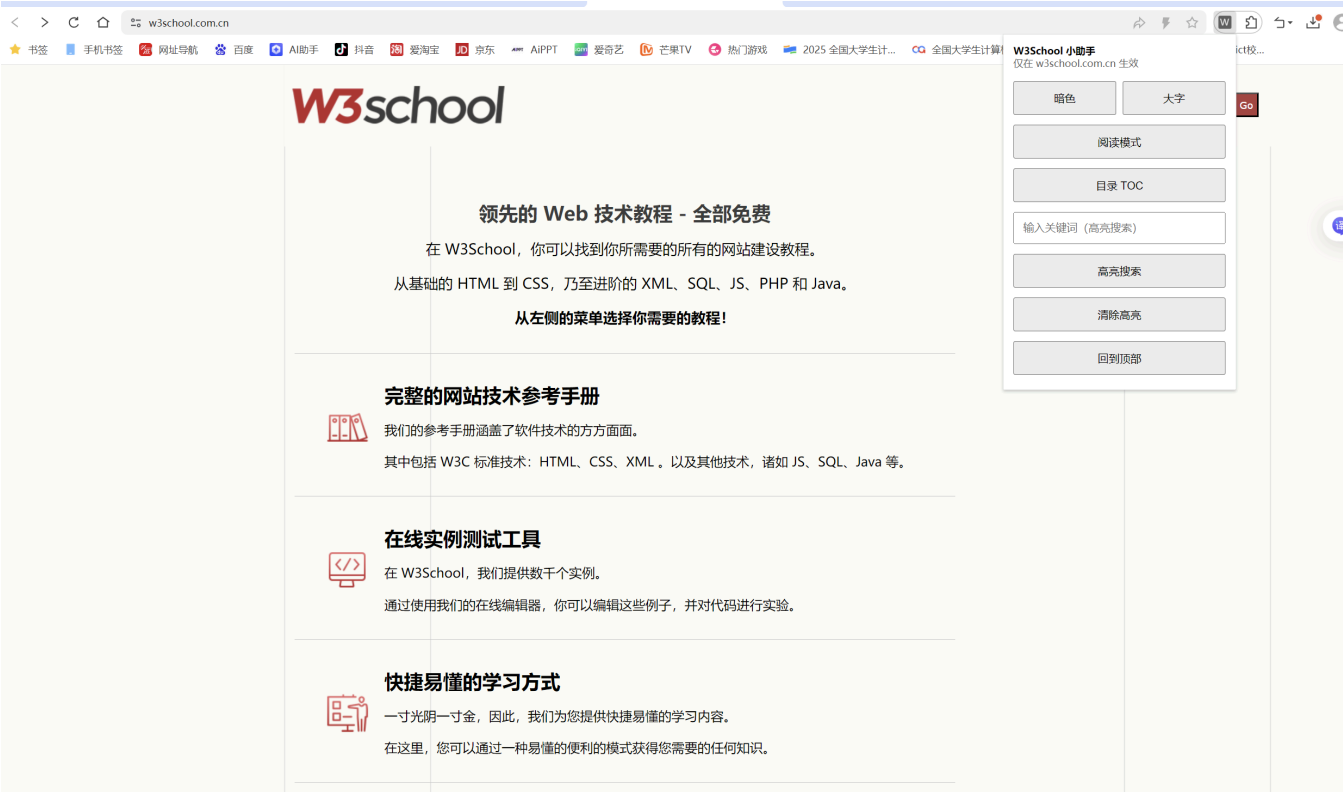 w3school.com.cn
W
书签 手机书签 网址导航 百度 AI助手 抖音 淘 爱淘宝 JD 京东 AiPPT 爱奇艺 芒果TV 热门游戏 2025 全国大学生计... 全国大学生计算机 ict校...
W3School 小助手
仅在 w3school.com.cn 生效
暗色 大字
阅读模式
目录 TOC
输入关键词（高亮搜索）
高亮搜索
清除高亮
回到顶部
W3school
Go
译
领先的 Web 技术教程 - 全部免费
在 W3School，你可以找到你所需要的所有的网站建设教程。
从基础的 HTML 到 CSS，乃至进阶的 XML、SQL、JS、PHP 和 Java。
从左侧的菜单选择你需要的教程！
完整的网站技术参考手册
我们的参考手册涵盖了软件技术的方方面面。
其中包括 W3C 标准技术：HTML、CSS、XML 。以及其他技术，诸如 JS、SQL、Java 等。
在线实例测试工具
在 W3School，我们提供数千个实例。
通过使用我们的在线编辑器，你可以编辑这些例子，并对代码进行实验。
快捷易懂的学习方式
一寸光阴一寸金，因此，我们为您提供快捷易懂的学习内容。
在这里，您可以通过一种易懂的便利的模式获得您需要的任何知识。